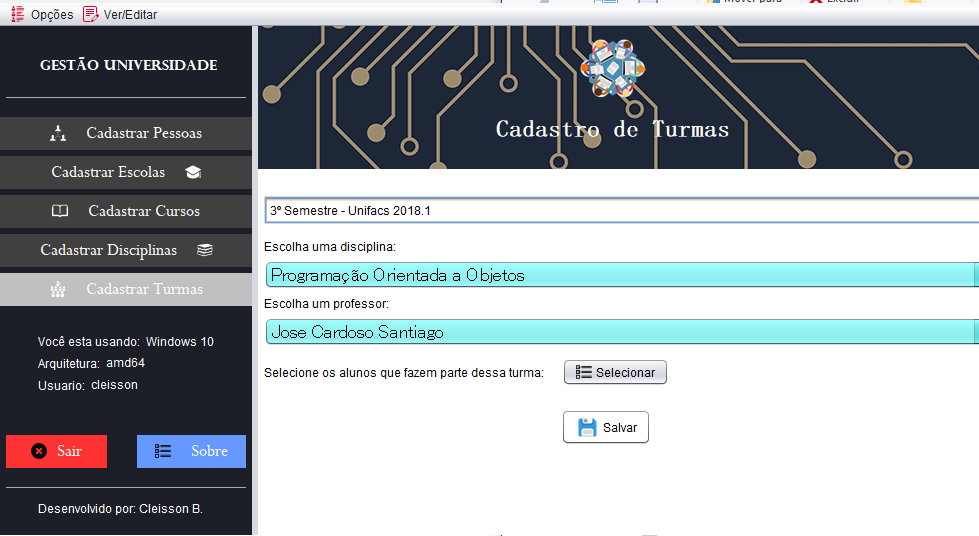 Opções Ver/Editar
GESTÃO UNIVERSIDADE
Cadastrar Pessoas
Cadastrar Escolas
Cadastrar Cursos
Cadastrar Disciplinas
Cadastrar Turmas
Você esta usando: Windows 10
Arquitetura: amd64
Usuario: cleisson
Sair
Sobre
Desenvolvido por: Cleisson B.
Cadastro de Turmas
3º Semestre - Unifacs 2018.1
Escolha uma disciplina:
Programação Orientada a Objetos
Escolha um professor:
Jose Cardoso Santiago
Selecione os alunos que fazem parte dessa turma:
Selecionar
Salvar